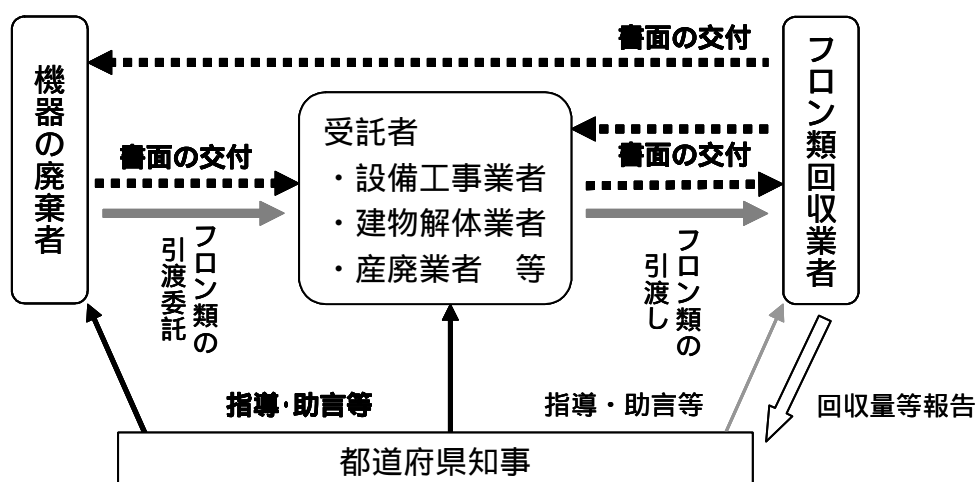 書面の交付
機器の廃棄者
受託者
・設備工事業者
・建物解体業者
・産廃業者　等
書面の交付
書面の交付
フロン類回収業者
フロン類の
引渡委託
フロン類の
引渡し
指導・助言等
指導・助言等
回収量等報告
都道府県知事